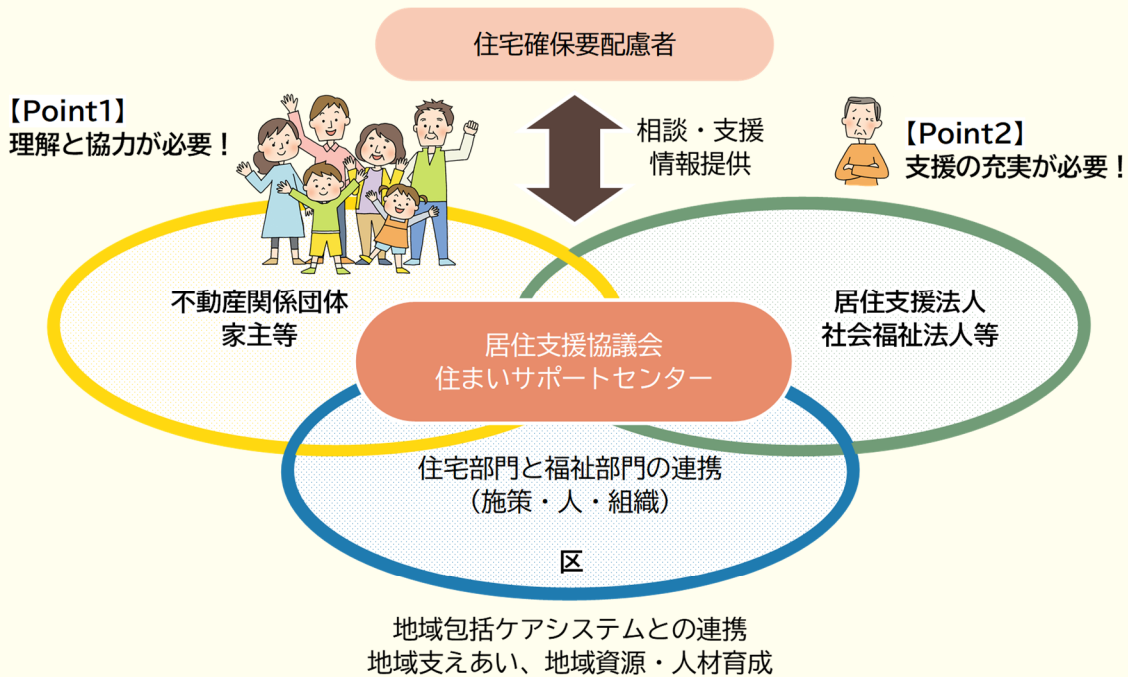 住宅確保要配慮者
【Point1】
理解と協力が必要！
相談・支援
情報提供
【Point2】
支援の充実が必要！
不動産関係団体
家主等
居住支援法人
社会福祉法人等
居住支援協議会
住まいサポートセンター
住宅部門と福祉部門の連携
（施策・人・組織）
区
地域包括ケアシステムとの連携
地域支えあい、地域資源・人材育成